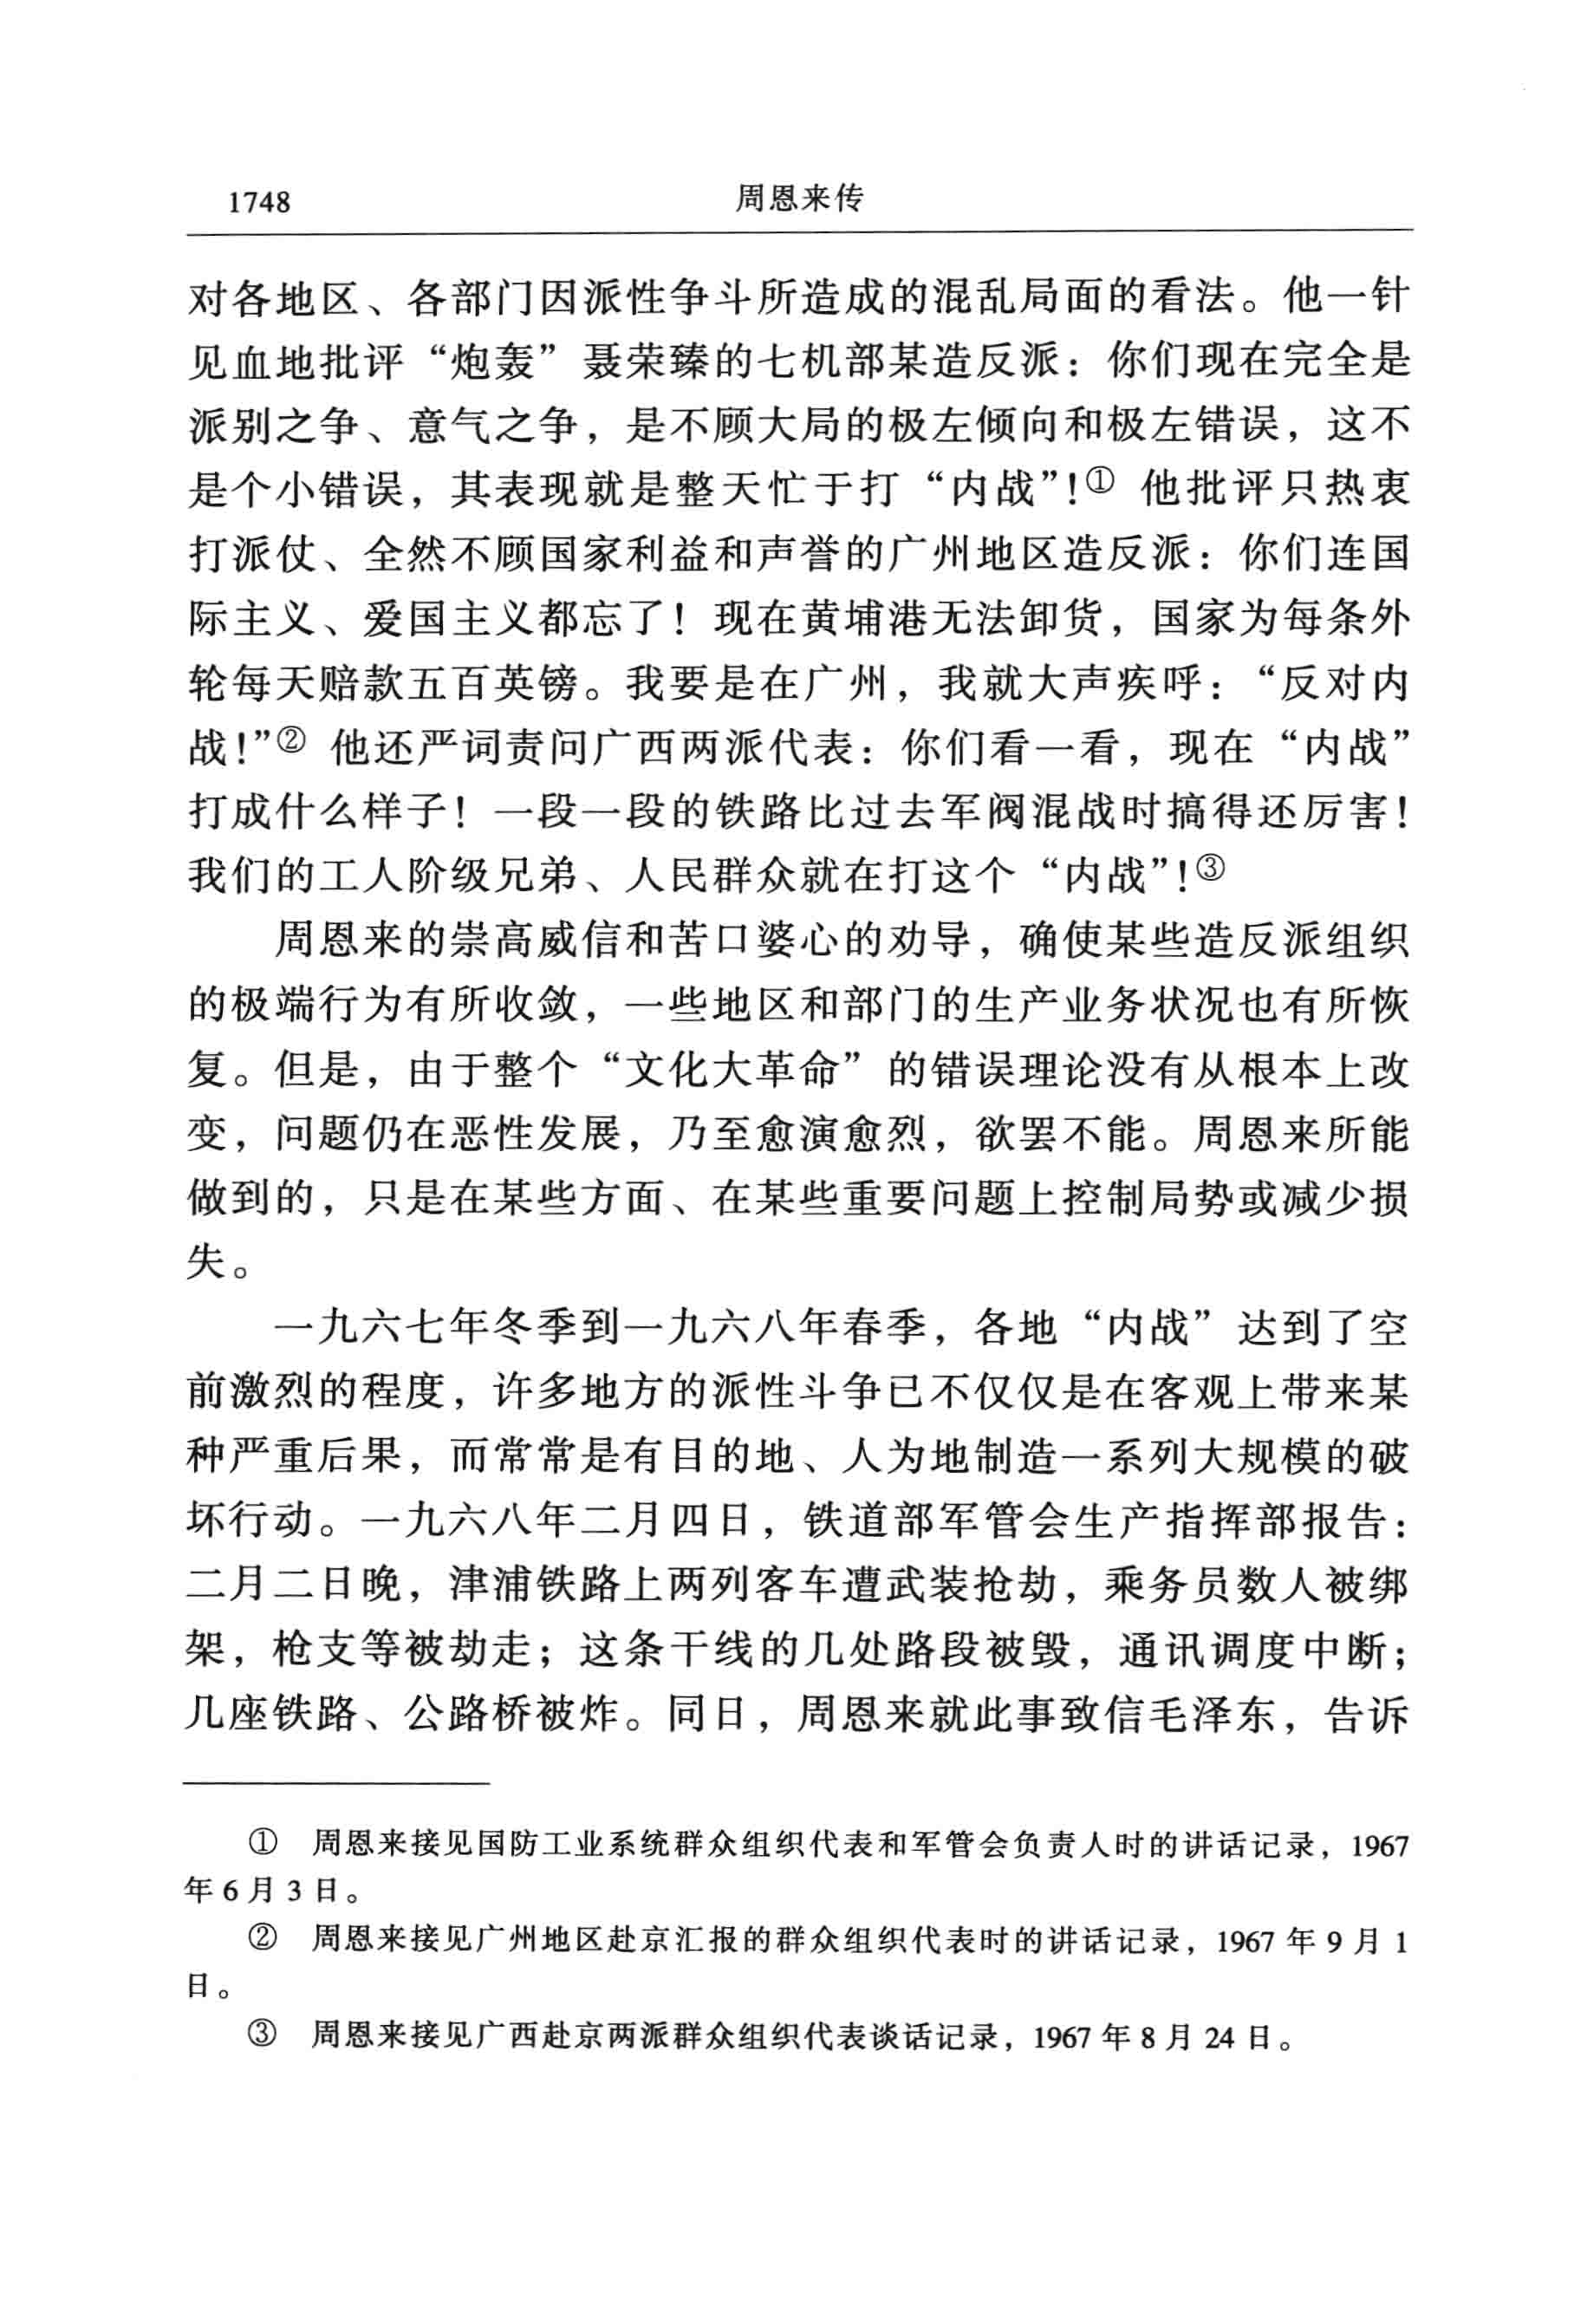 1748
周恩来传
对各地区、各部门因派性争斗所造成的混乱局面的看法。他一针
见血地批评“炮轰”聂荣臻的七机部某造反派：你们现在完全是
派别之争、意气之争，是不顾大局的极左倾向和极左错误，这不
是个小错误，其表现就是整天忙于打“内战”！① 他批评只热衷
打派仗、全然不顾国家利益和声誉的广州地区造反派：你们连国
际主义、爱国主义都忘了！现在黄埔港无法卸货，国家为每条外
轮每天赔款五百英镑。我要是在广州，我就大声疾呼：“反对内
战！”② 他还严词责问广西两派代表：你们看一看，现在“内战”
打成什么样子！一段一段的铁路比过去军阀混战时搞得还厉害！
我们的工人阶级兄弟、人民群众就在打这个“内战”！③
周恩来的崇高威信和苦口婆心的劝导，确使某些造反派组织
的极端行为有所收敛，一些地区和部门的生产业务状况也有所恢
复。但是，由于整个“文化大革命”的错误理论没有从根本上改
变，问题仍在恶性发展，乃至愈演愈烈，欲罢不能。周恩来所能
做到的，只是在某些方面、在某些重要问题上控制局势或减少损
失。
一九六七年冬季到一九六八年春季，各地“内战”达到了空
前激烈的程度，许多地方的派性斗争已不仅仅是在客观上带来某
种严重后果，而常常是有目的地、人为地制造一系列大规模的破
坏行动。一九六八年二月四日，铁道部军管会生产指挥部报告：
二月二日晚，津浦铁路上两列客车遭武装抢劫，乘务员数人被绑
架，枪支等被劫走；这条干线的几处路段被毁，通讯调度中断；
几座铁路、公路桥被炸。同日，周恩来就此事致信毛泽东，告诉
① 周恩来接见国防工业系统群众组织代表和军管会负责人时的讲话记录，1967
年 6 月 3 日。
② 周恩来接见广州地区赴京汇报的群众组织代表时的讲话记录，1967 年 9 月 1
日。
③ 周恩来接见广西赴京两派群众组织代表谈话记录，1967 年 8 月 24 日。